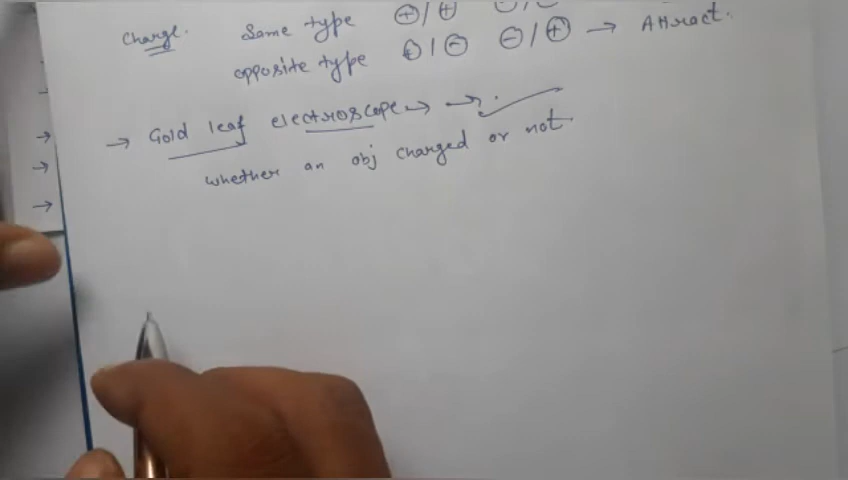 Charge. Same type ⊕/⊕
opposite type ⊕/⊖ ⊖/⊕ → Attract.
→ Gold leaf electroscope → →
whether an obj charged or not.
→
→
→